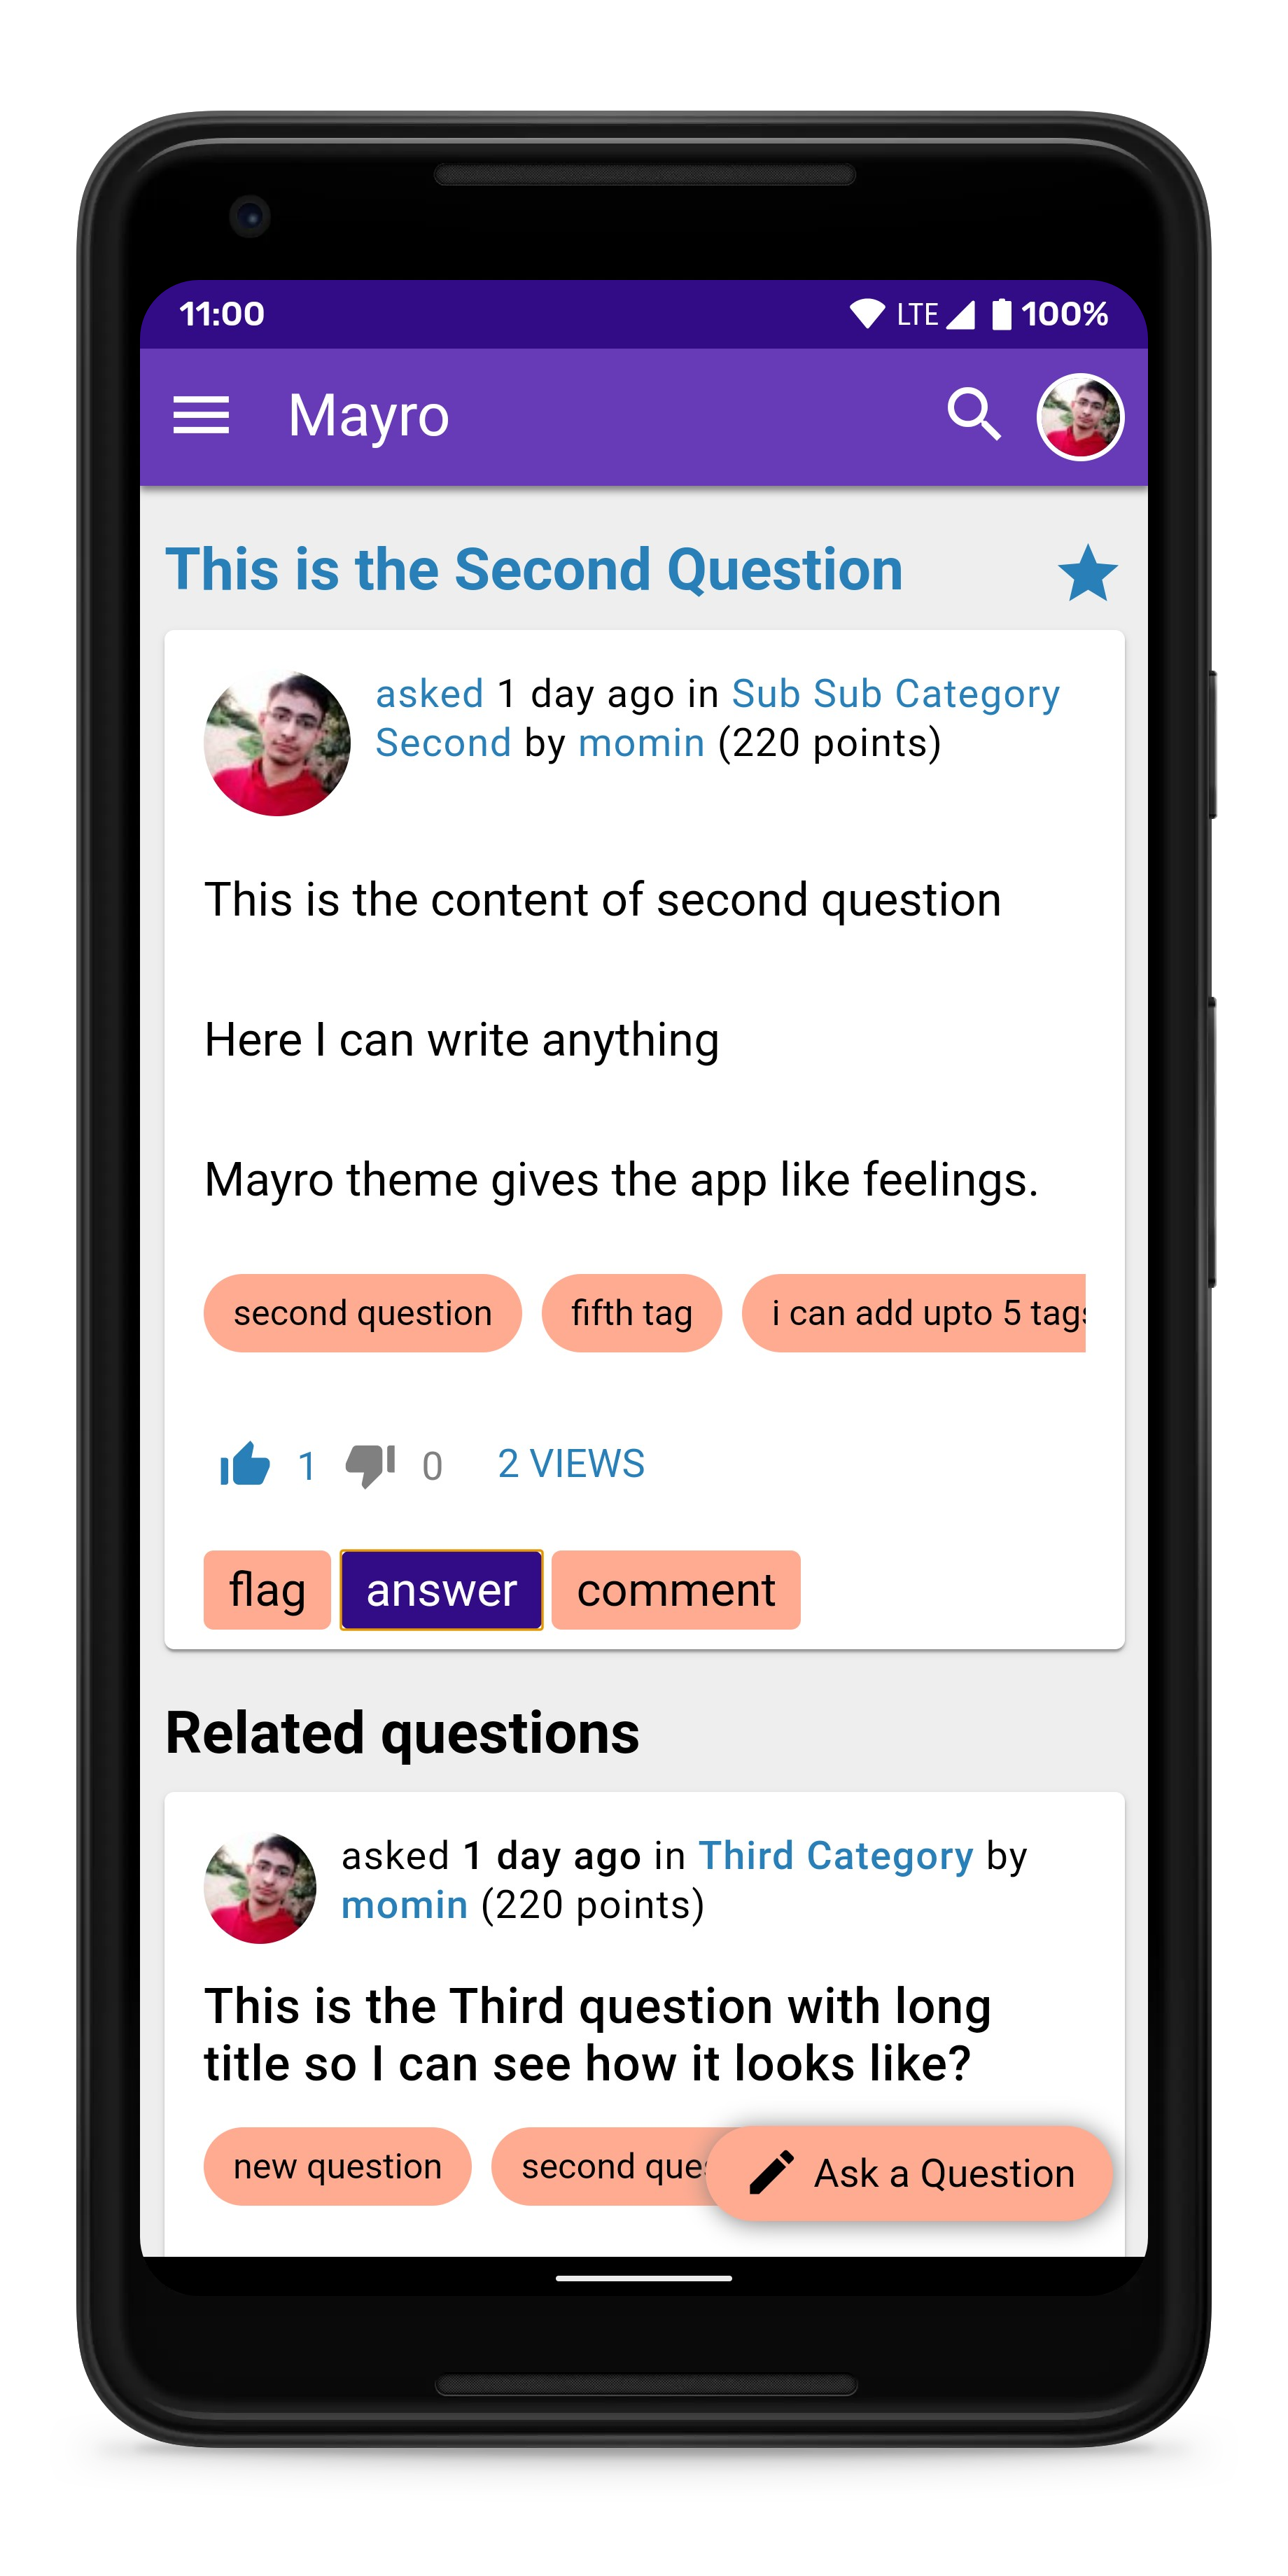 11:00 LTE 100%
Mayro
This is the Second Question
asked 1 day ago in Sub Sub Category
Second by momin (220 points)
This is the content of second question
Here I can write anything
Mayro theme gives the app like feelings.
second question fifth tag i can add upto 5 tags
1 0 2 VIEWS
flag answer comment
Related questions
asked 1 day ago in Third Category by
momin (220 points)
This is the Third question with long
title so I can see how it looks like?
new question second ques Ask a Question